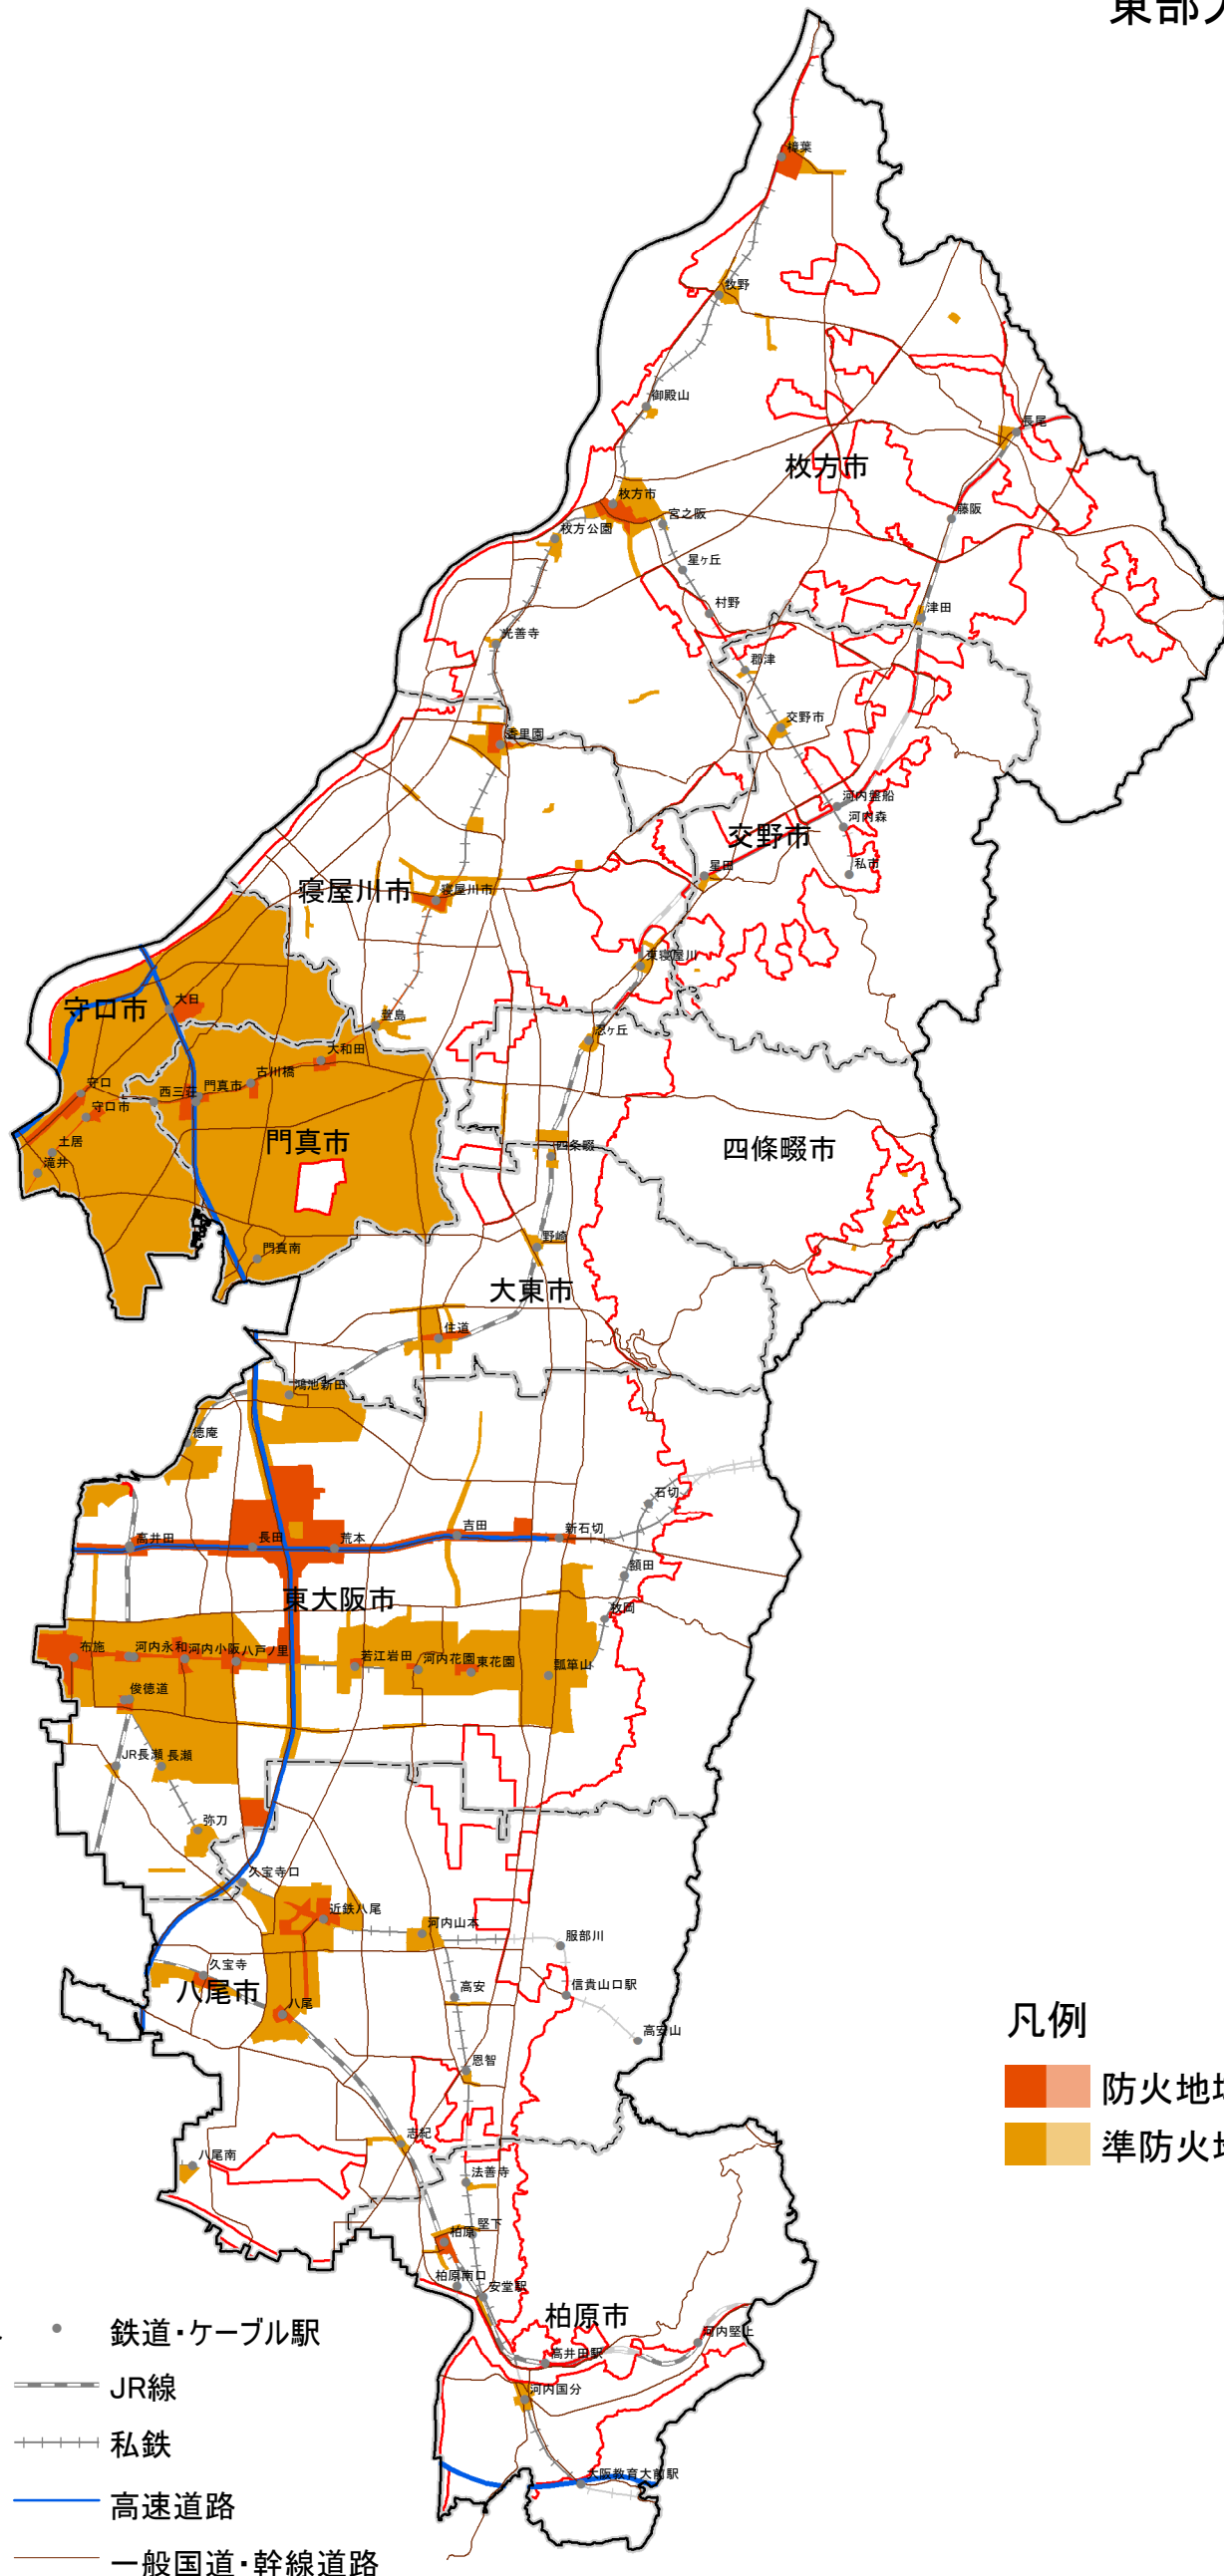 東部
樟葉
牧野
御殿山
長尾
枚方市
枚方市
宮之阪
藤阪
枚方公園
星ヶ丘
村野
津田
光善寺
郡津
交野市
香里園
河内盤船
河内森
交野市
私市
星田
寝屋川市
寝屋川市
東寝屋川
守口市
大日
萱島
忍ヶ丘
大和田
古川橋
守口
西三荘
門真市
守口市
土居
門真市
四条畷
四條畷市
滝井
門真南
野崎
大東市
住道
鴻池新田
徳庵
石切
高井田
長田
荒本
吉田
新石切
額田
東大阪市
枚岡
布施
河内永和
河内小阪
八戸ノ里
若江岩田
河内花園
東花園
瓢箪山
俊徳道
JR長瀬
長瀬
弥刀
久宝寺口
近鉄八尾
河内山本
服部川
久宝寺
八尾市
高安
信貴山口駅
八尾
高安山
凡例
恩智
防火地
準防火
志紀
八尾南
法善寺
柏原
堅下
柏原南口
安堂駅
柏原市
鉄道・ケーブル駅
高井田駅
河内堅上
JR線
河内国分
私鉄
大阪教育大前駅
高速道路
一般国道・幹線道路